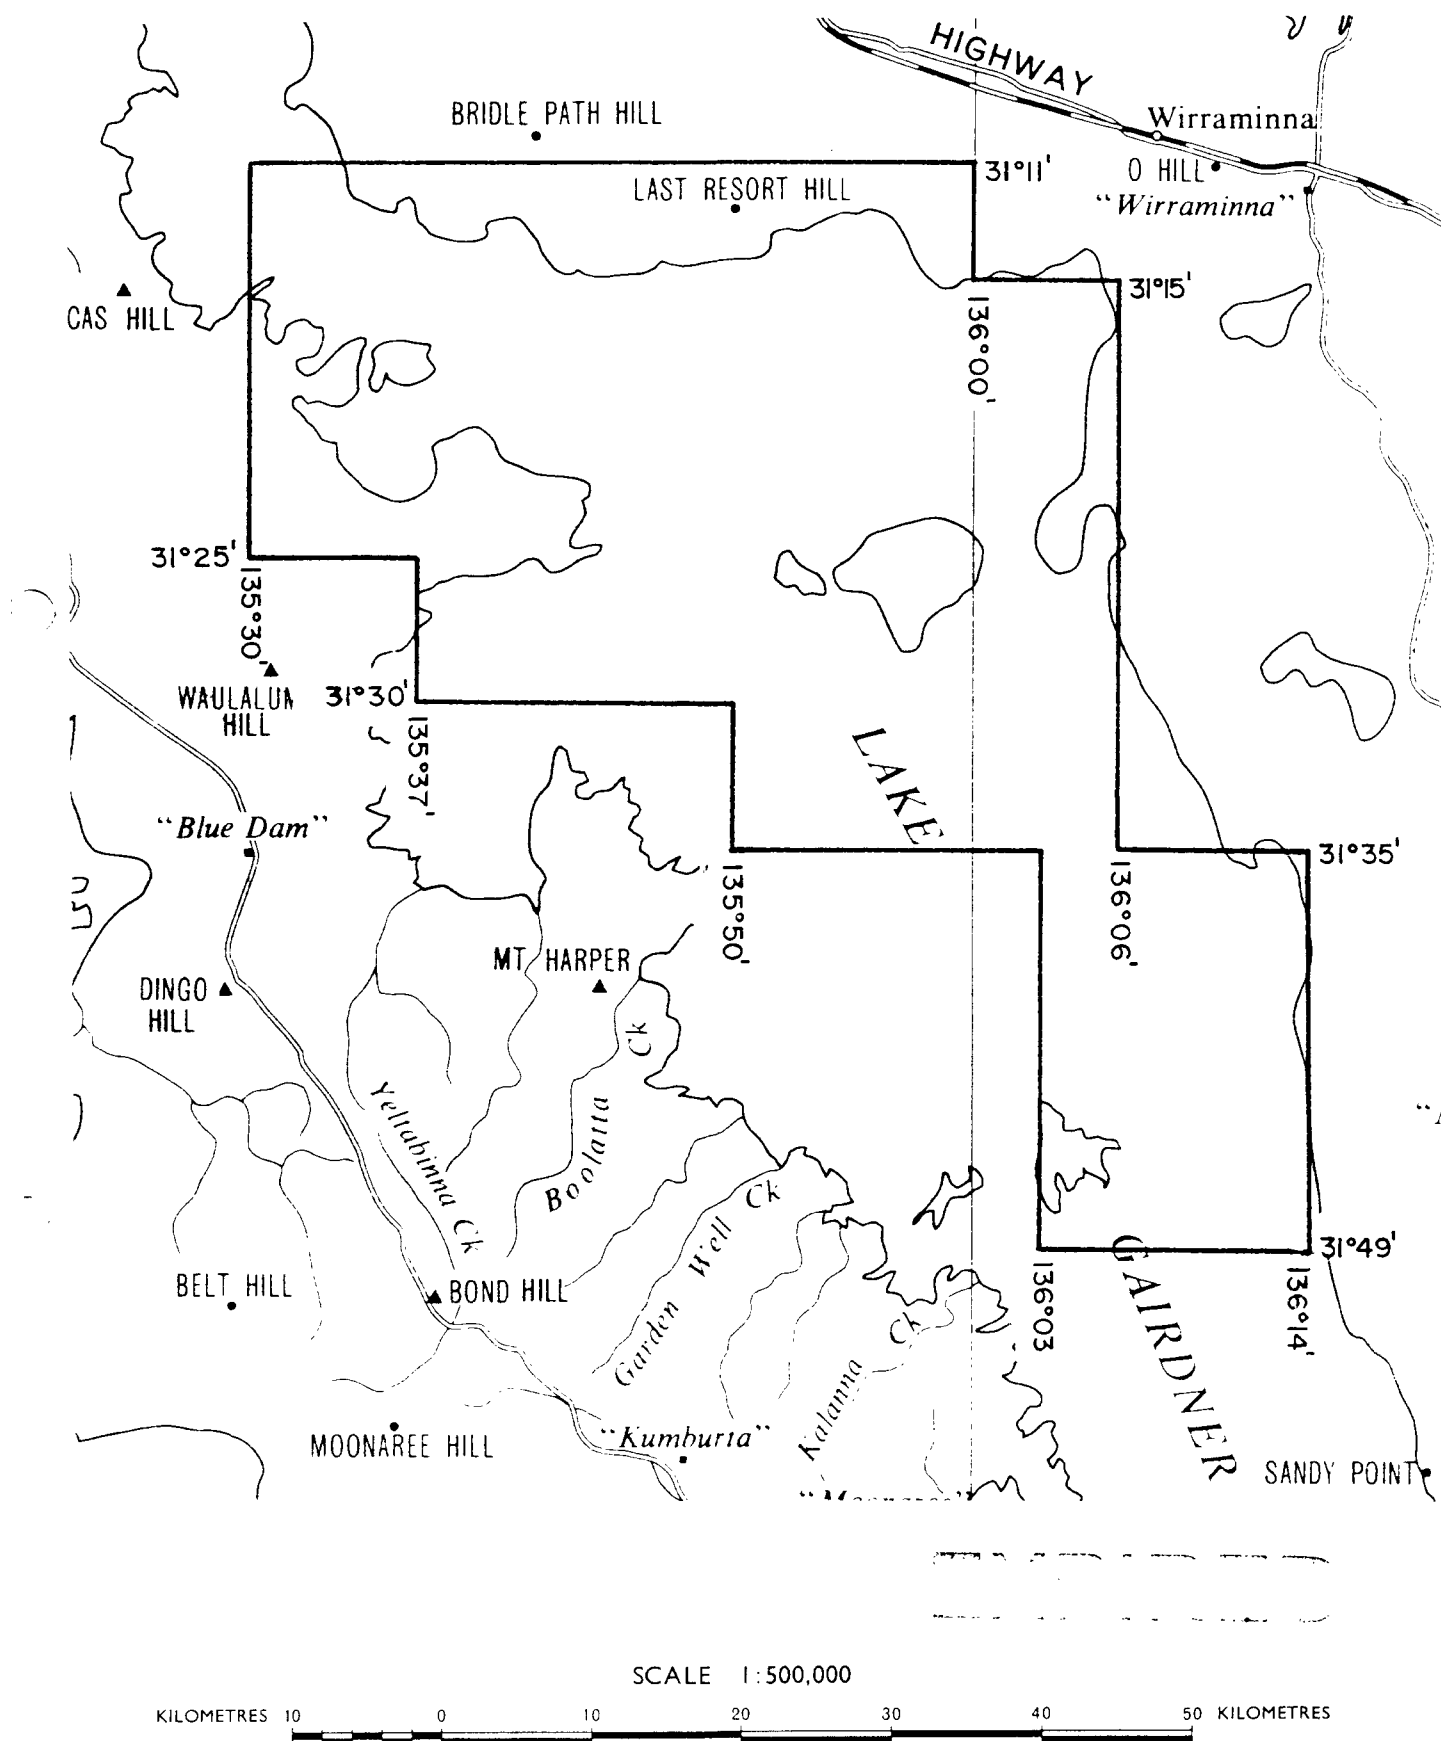 HIGHWAY
BRIDLE PATH HILL
Wirraminna
31°11'
O HILL
LAST RESORT HILL
"Wirraminna"
31°15'
CAS HILL
136°00'
31°25'
135°30'
WAULALUN
HILL
31°30'
135°37'
LAKE
"Blue Dam"
31°35'
135°50'
136°06'
MT HARPER
DINGO
HILL
Ck
Yeltabinna Ck
Boolatta
Garden Well Ck
31°49'
BELT HILL
BOND HILL
136°03
136°14'
GAIRDNER
Kalanna Ck
"Kumburta"
MOONAREE HILL
SANDY POINT
SCALE 1:500,000
KILOMETRES 10 0 10 20 30 40 50 KILOMETRES